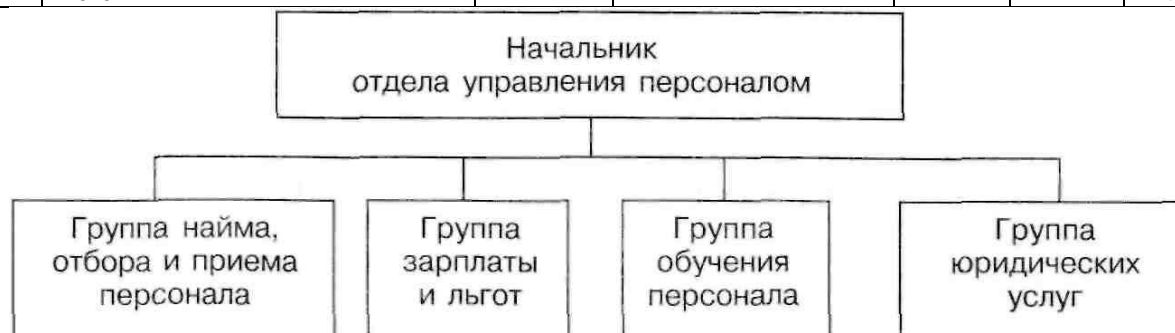 Начальник
отдела управления персоналом
Группа найма,
отбора и приема
персонала
Группа
зарплаты
и льгот
Группа
обучения
персонала
Группа
юридических
услуг